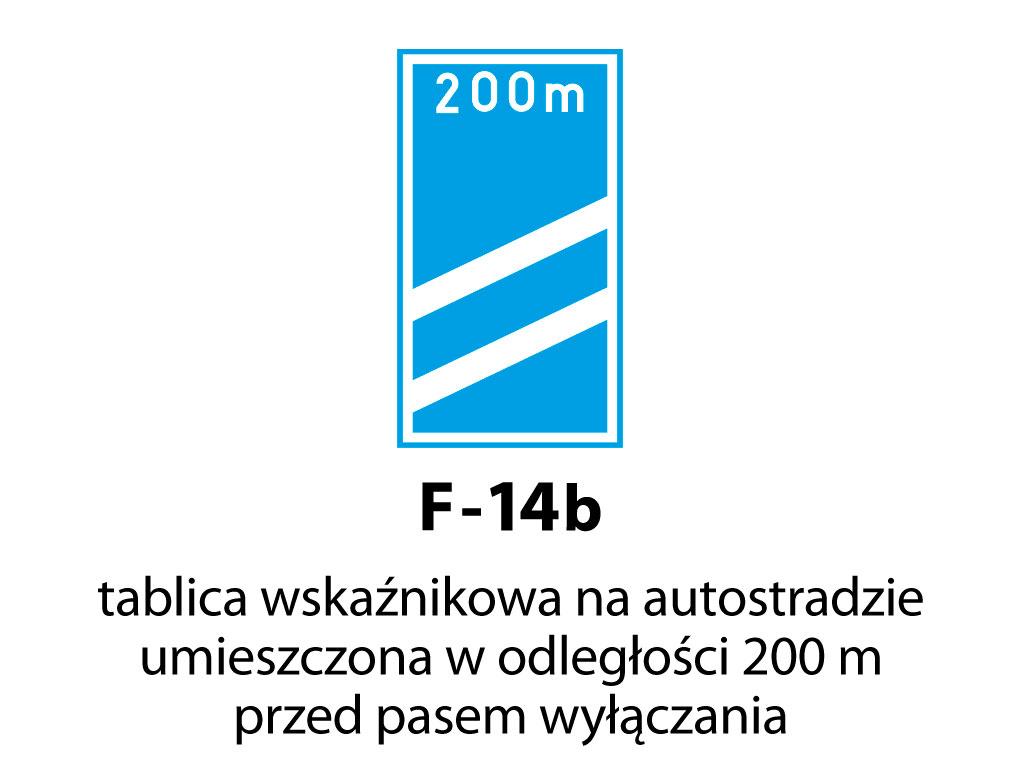 200m
F-14b
tablica wskaźnikowa na autostradzie
umieszczona w odległości 200 m
przed pasem wyłączania